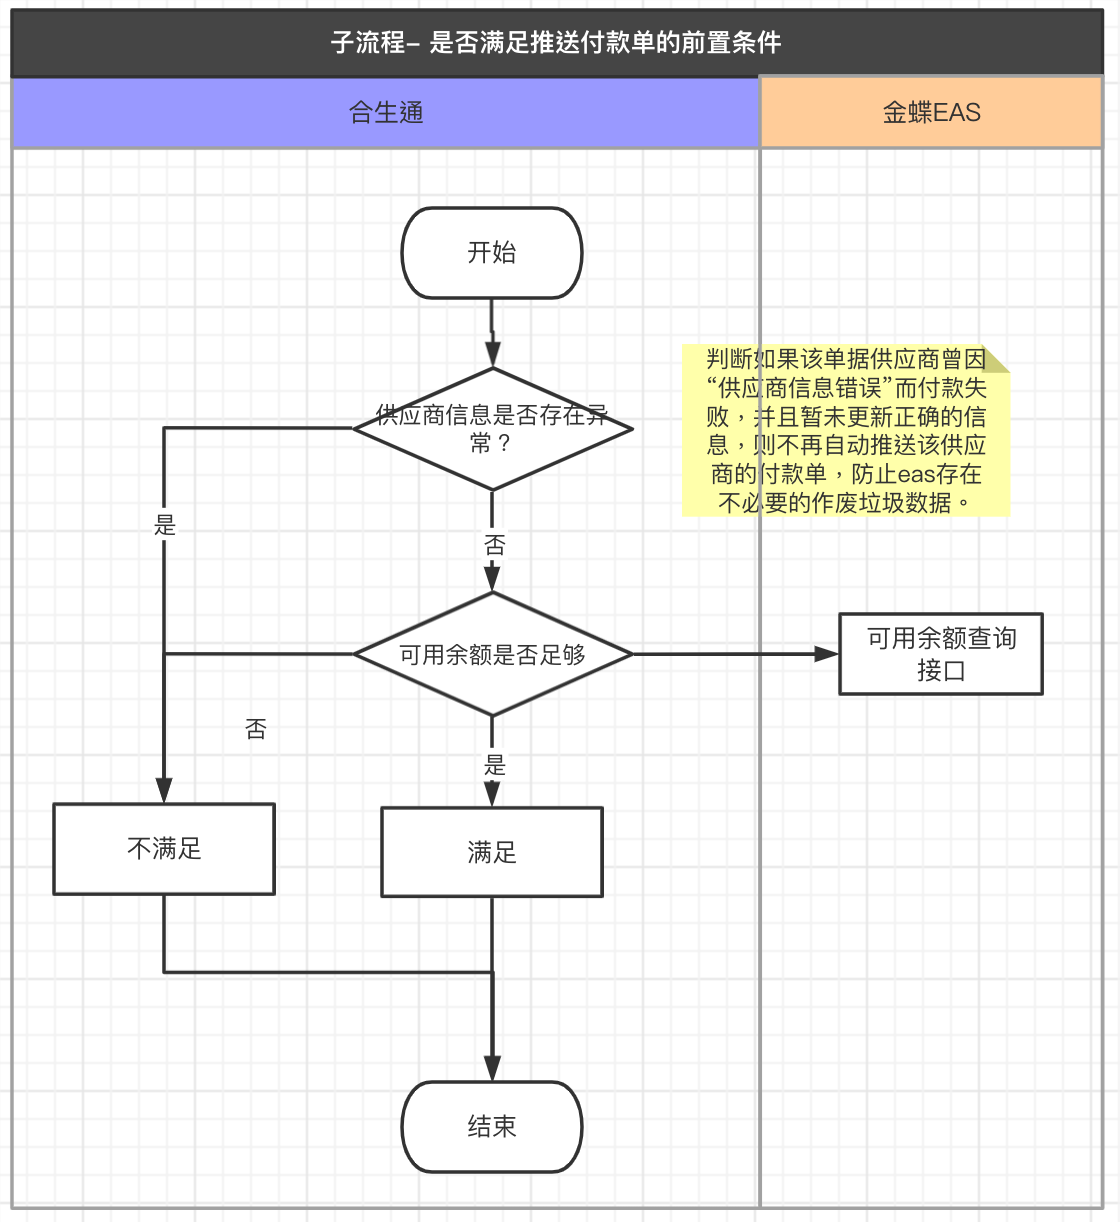 子流程- 是否满足推送付款单的前置条件
合生通
金蝶EAS
开始
判断如果该单据供应商曾因
“供应商信息错误”而付款失
败，并且暂未更新正确的信
息，则不再自动推送该供应
商的付款单，防止eas存在
不必要的作废垃圾数据。
供应商信息是否存在异
常？
是
否
可用余额是否足够
可用余额查询
接口
否
是
不满足
满足
结束